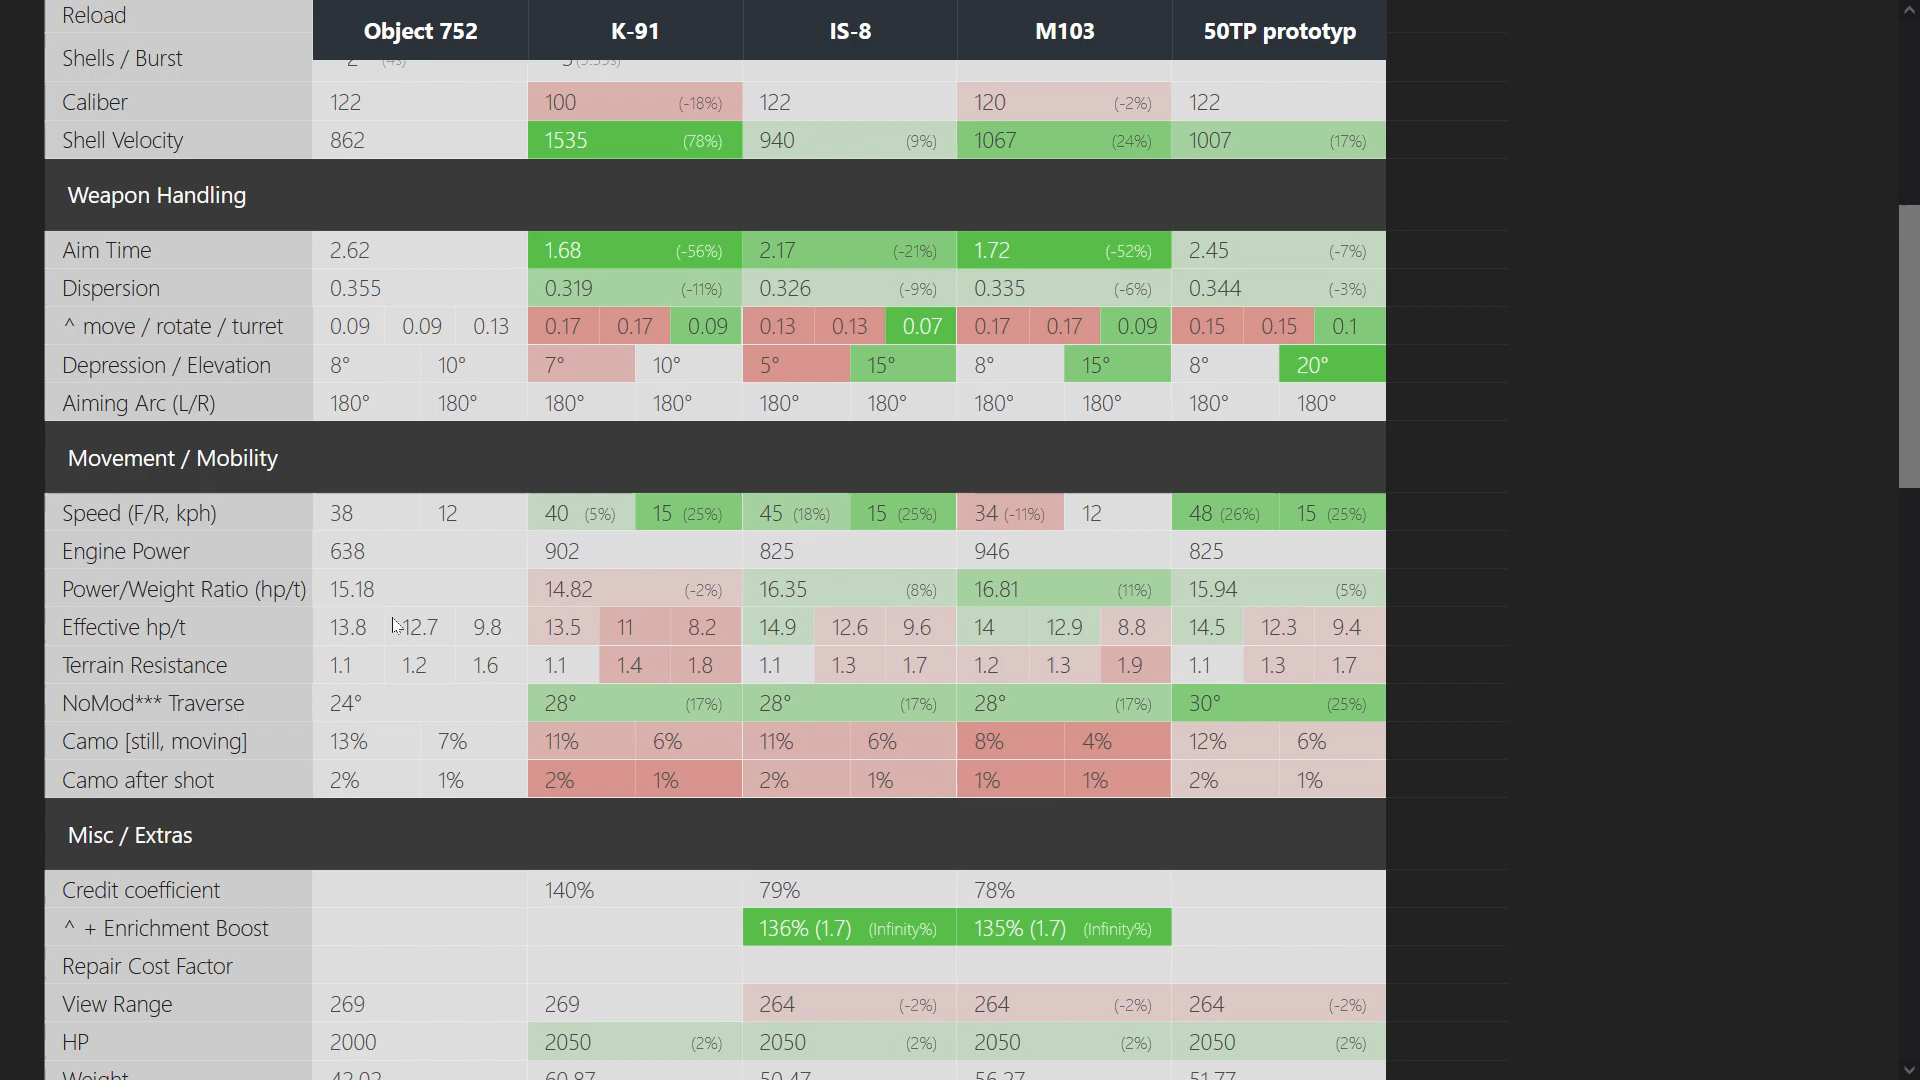 Reload Object 752 K-91 IS-8 M103 50TP prototyp
Shells / Burst 2 (4s)
Caliber 122 100 (-18%) 122 120 (-2%) 122
Shell Velocity 862 1535 (78%) 940 (9%) 1067 (24%) 1007 (17%)
Weapon Handling
Aim Time 2.62 1.68 (-56%) 2.17 (-21%) 1.72 (-52%) 2.45 (-7%)
Dispersion 0.355 0.319 (-11%) 0.326 (-9%) 0.335 (-6%) 0.344 (-3%)
^ move / rotate / turret 0.09 0.09 0.13 0.17 0.17 0.09 0.13 0.13 0.07 0.17 0.17 0.09 0.15 0.15 0.1
Depression / Elevation 8° 10° 7° 10° 5° 15° 8° 15° 8° 20°
Aiming Arc (L/R) 180° 180° 180° 180° 180° 180° 180° 180° 180° 180°
Movement / Mobility
Speed (F/R, kph) 38 12 40 (5%) 15 (25%) 45 (18%) 15 (25%) 34 (-11%) 12 48 (26%) 15 (25%)
Engine Power 638 902 825 946 825
Power/Weight Ratio (hp/t) 15.18 14.82 (-2%) 16.35 (8%) 16.81 (11%) 15.94 (5%)
Effective hp/t 13.8 12.7 9.8 13.5 11 8.2 14.9 12.6 9.6 14 12.9 8.8 14.5 12.3 9.4
Terrain Resistance 1.1 1.2 1.6 1.1 1.4 1.8 1.1 1.3 1.7 1.2 1.3 1.9 1.1 1.3 1.7
NoMod*** Traverse 24° 28° (17%) 28° (17%) 28° (17%) 30° (25%)
Camo [still, moving] 13% 7% 11% 6% 11% 6% 8% 4% 12% 6%
Camo after shot 2% 1% 2% 1% 2% 1% 1% 1% 2% 1%
Misc / Extras
Credit coefficient 140% 79% 78%
^ + Enrichment Boost 136% (1.7) (Infinity%) 135% (1.7) (Infinity%)
Repair Cost Factor
View Range 269 269 264 (-2%) 264 (-2%) 264 (-2%)
HP 2000 2050 (2%) 2050 (2%) 2050 (2%) 2050 (2%)
Weight 42.02 60.87 50.47 56.27 51.77